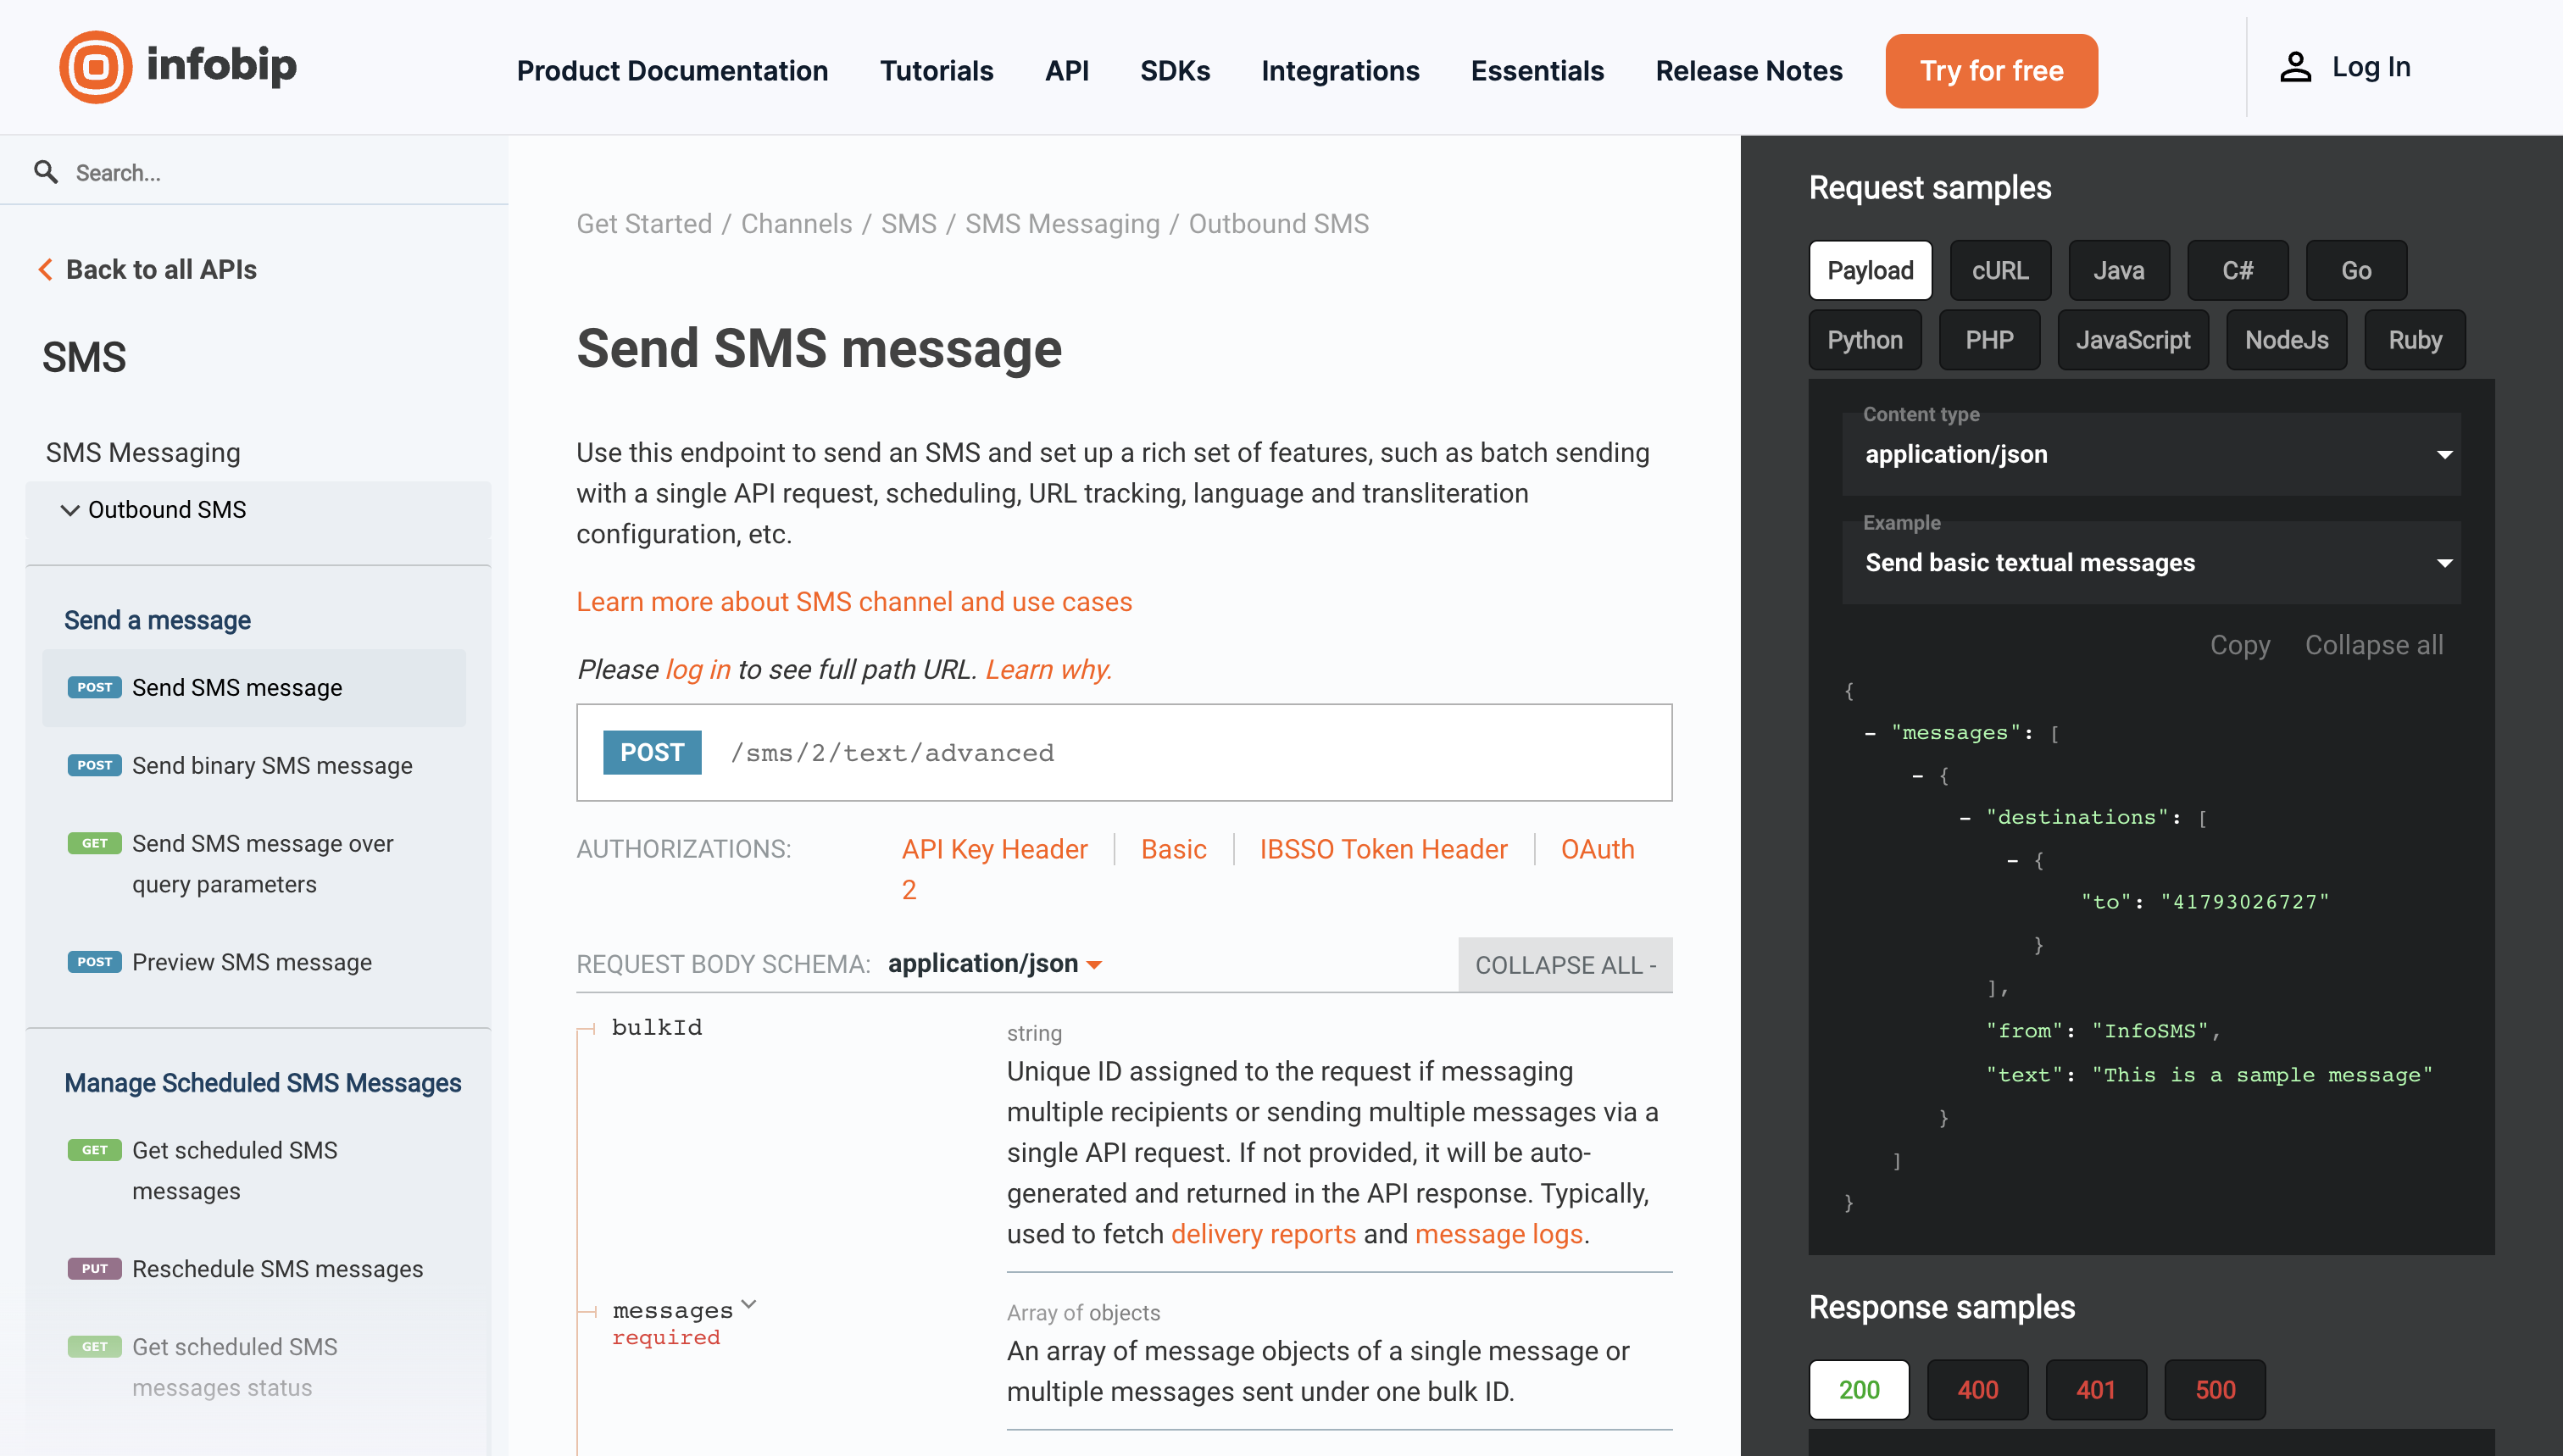 infobip
Product Documentation
Tutorials
API
SDKs
Integrations
Essentials
Release Notes
Try for free
Log In
Search...
Back to all APIs
SMS
SMS Messaging
Outbound SMS
Send a message
POST Send SMS message
POST Send binary SMS message
GET Send SMS message over
query parameters
POST Preview SMS message
Manage Scheduled SMS Messages
GET Get scheduled SMS
messages
PUT Reschedule SMS messages
GET Get scheduled SMS
messages status
Get Started / Channels / SMS / SMS Messaging / Outbound SMS
Send SMS message
Use this endpoint to send an SMS and set up a rich set of features, such as batch sending
with a single API request, scheduling, URL tracking, language and transliteration
configuration, etc.
Learn more about SMS channel and use cases
Please log in to see full path URL. Learn why.
POST /sms/2/text/advanced
AUTHORIZATIONS: API Key Header Basic IBSSO Token Header OAuth
2
REQUEST BODY SCHEMA: application/json COLLAPSE ALL -
bulkId
string
Unique ID assigned to the request if messaging
multiple recipients or sending multiple messages via a
single API request. If not provided, it will be auto-
generated and returned in the API response. Typically,
used to fetch delivery reports and message logs.
messages
required
Array of objects
An array of message objects of a single message or
multiple messages sent under one bulk ID.
Request samples
Payload cURL Java C# Go
Python PHP JavaScript NodeJs Ruby
Content type
application/json
Example
Send basic textual messages
Copy Collapse all
{
- "messages": [
- {
- "destinations": [
- {
"to": "41793026727"
}
],
"from": "InfoSMS",
"text": "This is a sample message"
}
]
}
Response samples
200 400 401 500